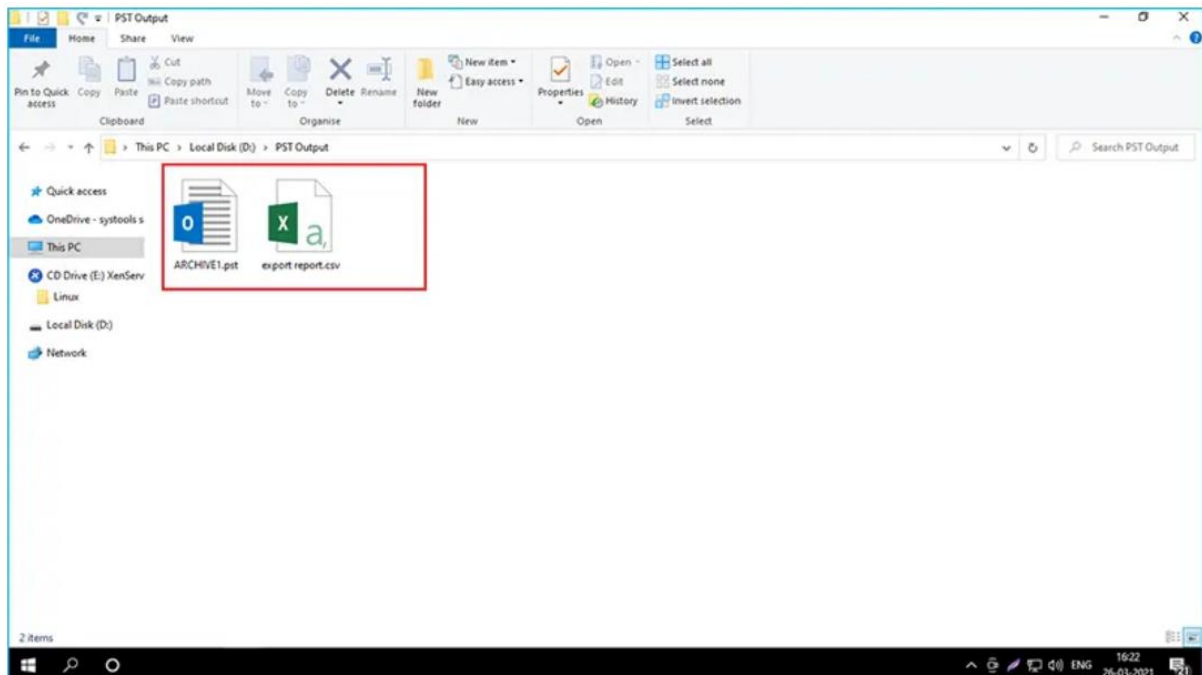 PST Output
File Home Share View
Pin to Quick access
Copy
Paste
Cut
Copy path
Paste shortcut
Clipboard
Move to
Copy to
Delete
Rename
Organise
New folder
New item
Easy access
New
Properties
Open
Edit
History
Open
Select all
Select none
Invert selection
Select
This PC > Local Disk (D:) > PST Output
Search PST Output
Quick access
OneDrive - systools s
This PC
CD Drive (E:) XenServ
Linux
Local Disk (D:)
Network
O
X a,
ARCHIVE1.pst
export report.csv
2 items
ENG
16:22
26-03-2021
21